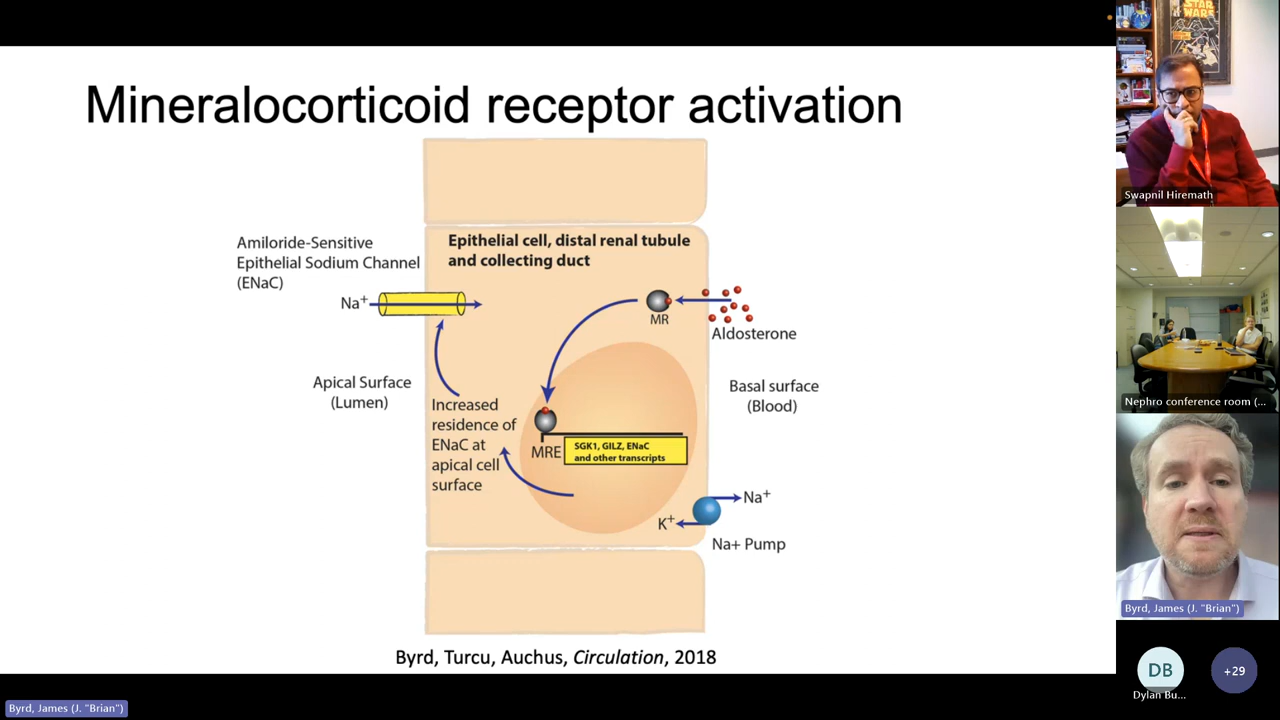 Mineralocorticoid receptor activation
Amiloride-Sensitive
Epithelial Sodium Channel
(ENaC)
Na+
Epithelial cell, distal renal tubule
and collecting duct
MR
Aldosterone
Apical Surface
(Lumen)
Basal surface
(Blood)
Increased
residence of
ENaC at
apical cell
surface
MRE
SGK1, GILZ, ENaC
and other transcripts
Na+
K+
Na+ Pump
Byrd, Turcu, Auchus, Circulation, 2018
STAR
WARS
Swapnil Hiremath
Nephro conference room (...
Byrd, James (J. "Brian")
DB
Dylan Bu...
+29
Byrd, James (J. "Brian")